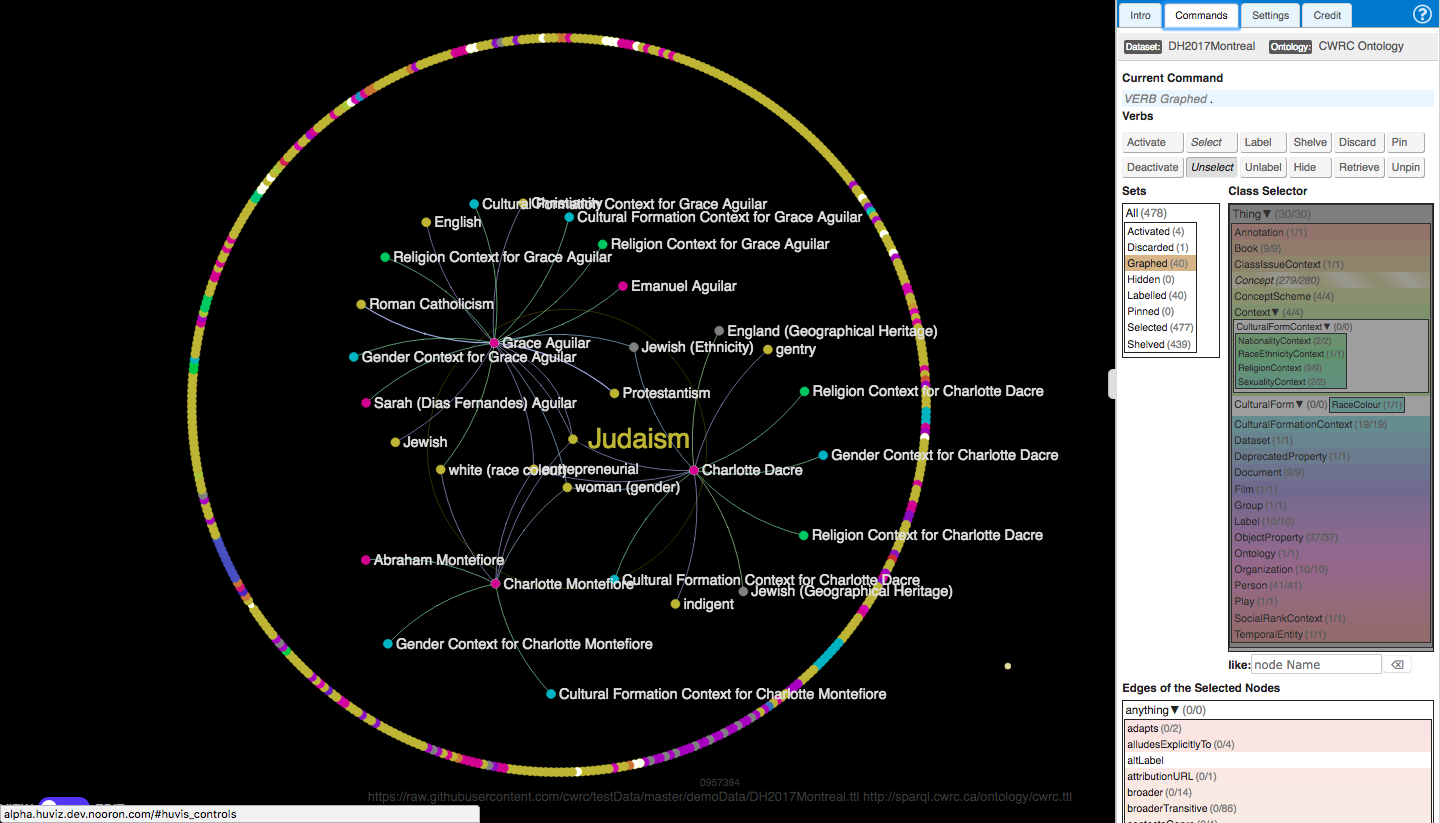 Cultural Formation Context for Grace Aguilar
Christianity
Cultural Formation Context for Grace Aguilar
English
Religion Context for Grace Aguilar
Religion Context for Grace Aguilar
Emanuel Aguilar
Roman Catholicism
England (Geographical Heritage)
Grace Aguilar
Jewish (Ethnicity)
gentry
Gender Context for Grace Aguilar
Protestantism
Religion Context for Charlotte Dacre
Sarah (Dias Fernandes) Aguilar
Jewish
Judaism
Gender Context for Charlotte Dacre
white (race colour)
entrepreneurial
Charlotte Dacre
woman (gender)
Religion Context for Charlotte Dacre
Abraham Montefiore
Charlotte Montefiore
Cultural Formation Context for Charlotte Dacre
Jewish (Geographical Heritage)
indigent
Gender Context for Charlotte Montefiore
Cultural Formation Context for Charlotte Montefiore
0957384
https://raw.githubusercontent.com/cwrc/testData/master/demoData/DH2017Montreal.ttl http://sparql.cwrc.ca/ontology/cwrc.ttl
alpha.huviz.dev.nooron.com/#huvis_controls
Intro Commands Settings Credit ?
Dataset: DH2017Montreal Ontology: CWRC Ontology
Current Command
VERB Graphed .
Verbs
Activate Select Label Shelve Discard Pin
Deactivate Unselect Unlabel Hide Retrieve Unpin
Sets
All (478)
Activated (4)
Discarded (1)
Graphed (40)
Hidden (0)
Labelled (40)
Pinned (0)
Selected (477)
Shelved (439)
Class Selector
Thing▼ (30/30)
Annotation (1/1)
Book (9/9)
ClassIssueContext (1/1)
Concept (279/280)
ConceptScheme (4/4)
Context▼ (4/4)
CulturalFormContext▼ (0/0)
NationalityContext (2/2)
RaceEthnicityContext (1/1)
ReligionContext (9/9)
SexualityContext (2/2)
CulturalForm▼ (0/0) RaceColour (1/1)
CulturalFormationContext (19/19)
Dataset (1/1)
DeprecatedProperty (1/1)
Document (9/9)
Film (1/1)
Group (1/1)
Label (10/10)
ObjectProperty (37/37)
Ontology (1/1)
Organization (10/10)
Person (41/41)
Play (1/1)
SocialRankContext (1/1)
TemporalEntity (1/1)
like: node Name
Edges of the Selected Nodes
anything▼ (0/0)
adapts (0/2)
alludesExplicitlyTo (0/4)
altLabel
attributionURL (0/1)
broader (0/14)
broaderTransitive (0/86)